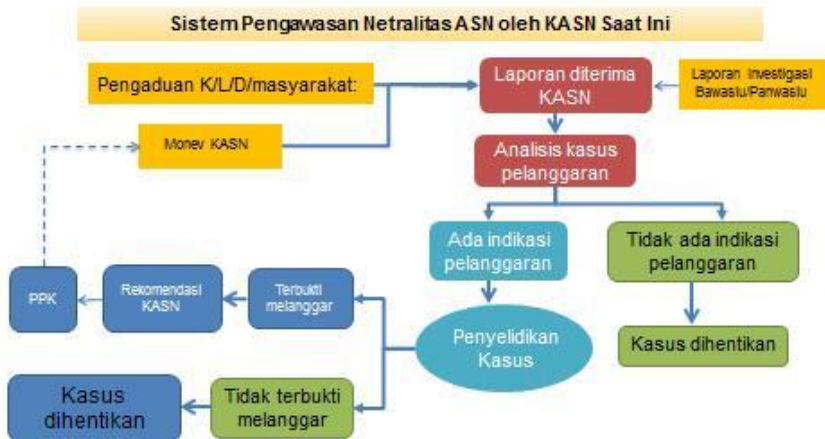 Sistem Pengawasan Netralitas ASN oleh KASN Saat Ini
Pengaduan K/L/D/masyarakat:
Laporan diterima
KASN
Laporan Investigasi
Bawaslu/Panwaslu
Monev KASN
Analisis kasus
pelanggaran
Ada indikasi
pelanggaran
Tidak ada indikasi
pelanggaran
PPK
Rekomendasi
KASN
Terbukti
melanggar
Penyelidikan
Kasus
Kasus dihentikan
Kasus
dihentikan
Tidak terbukti
melanggar